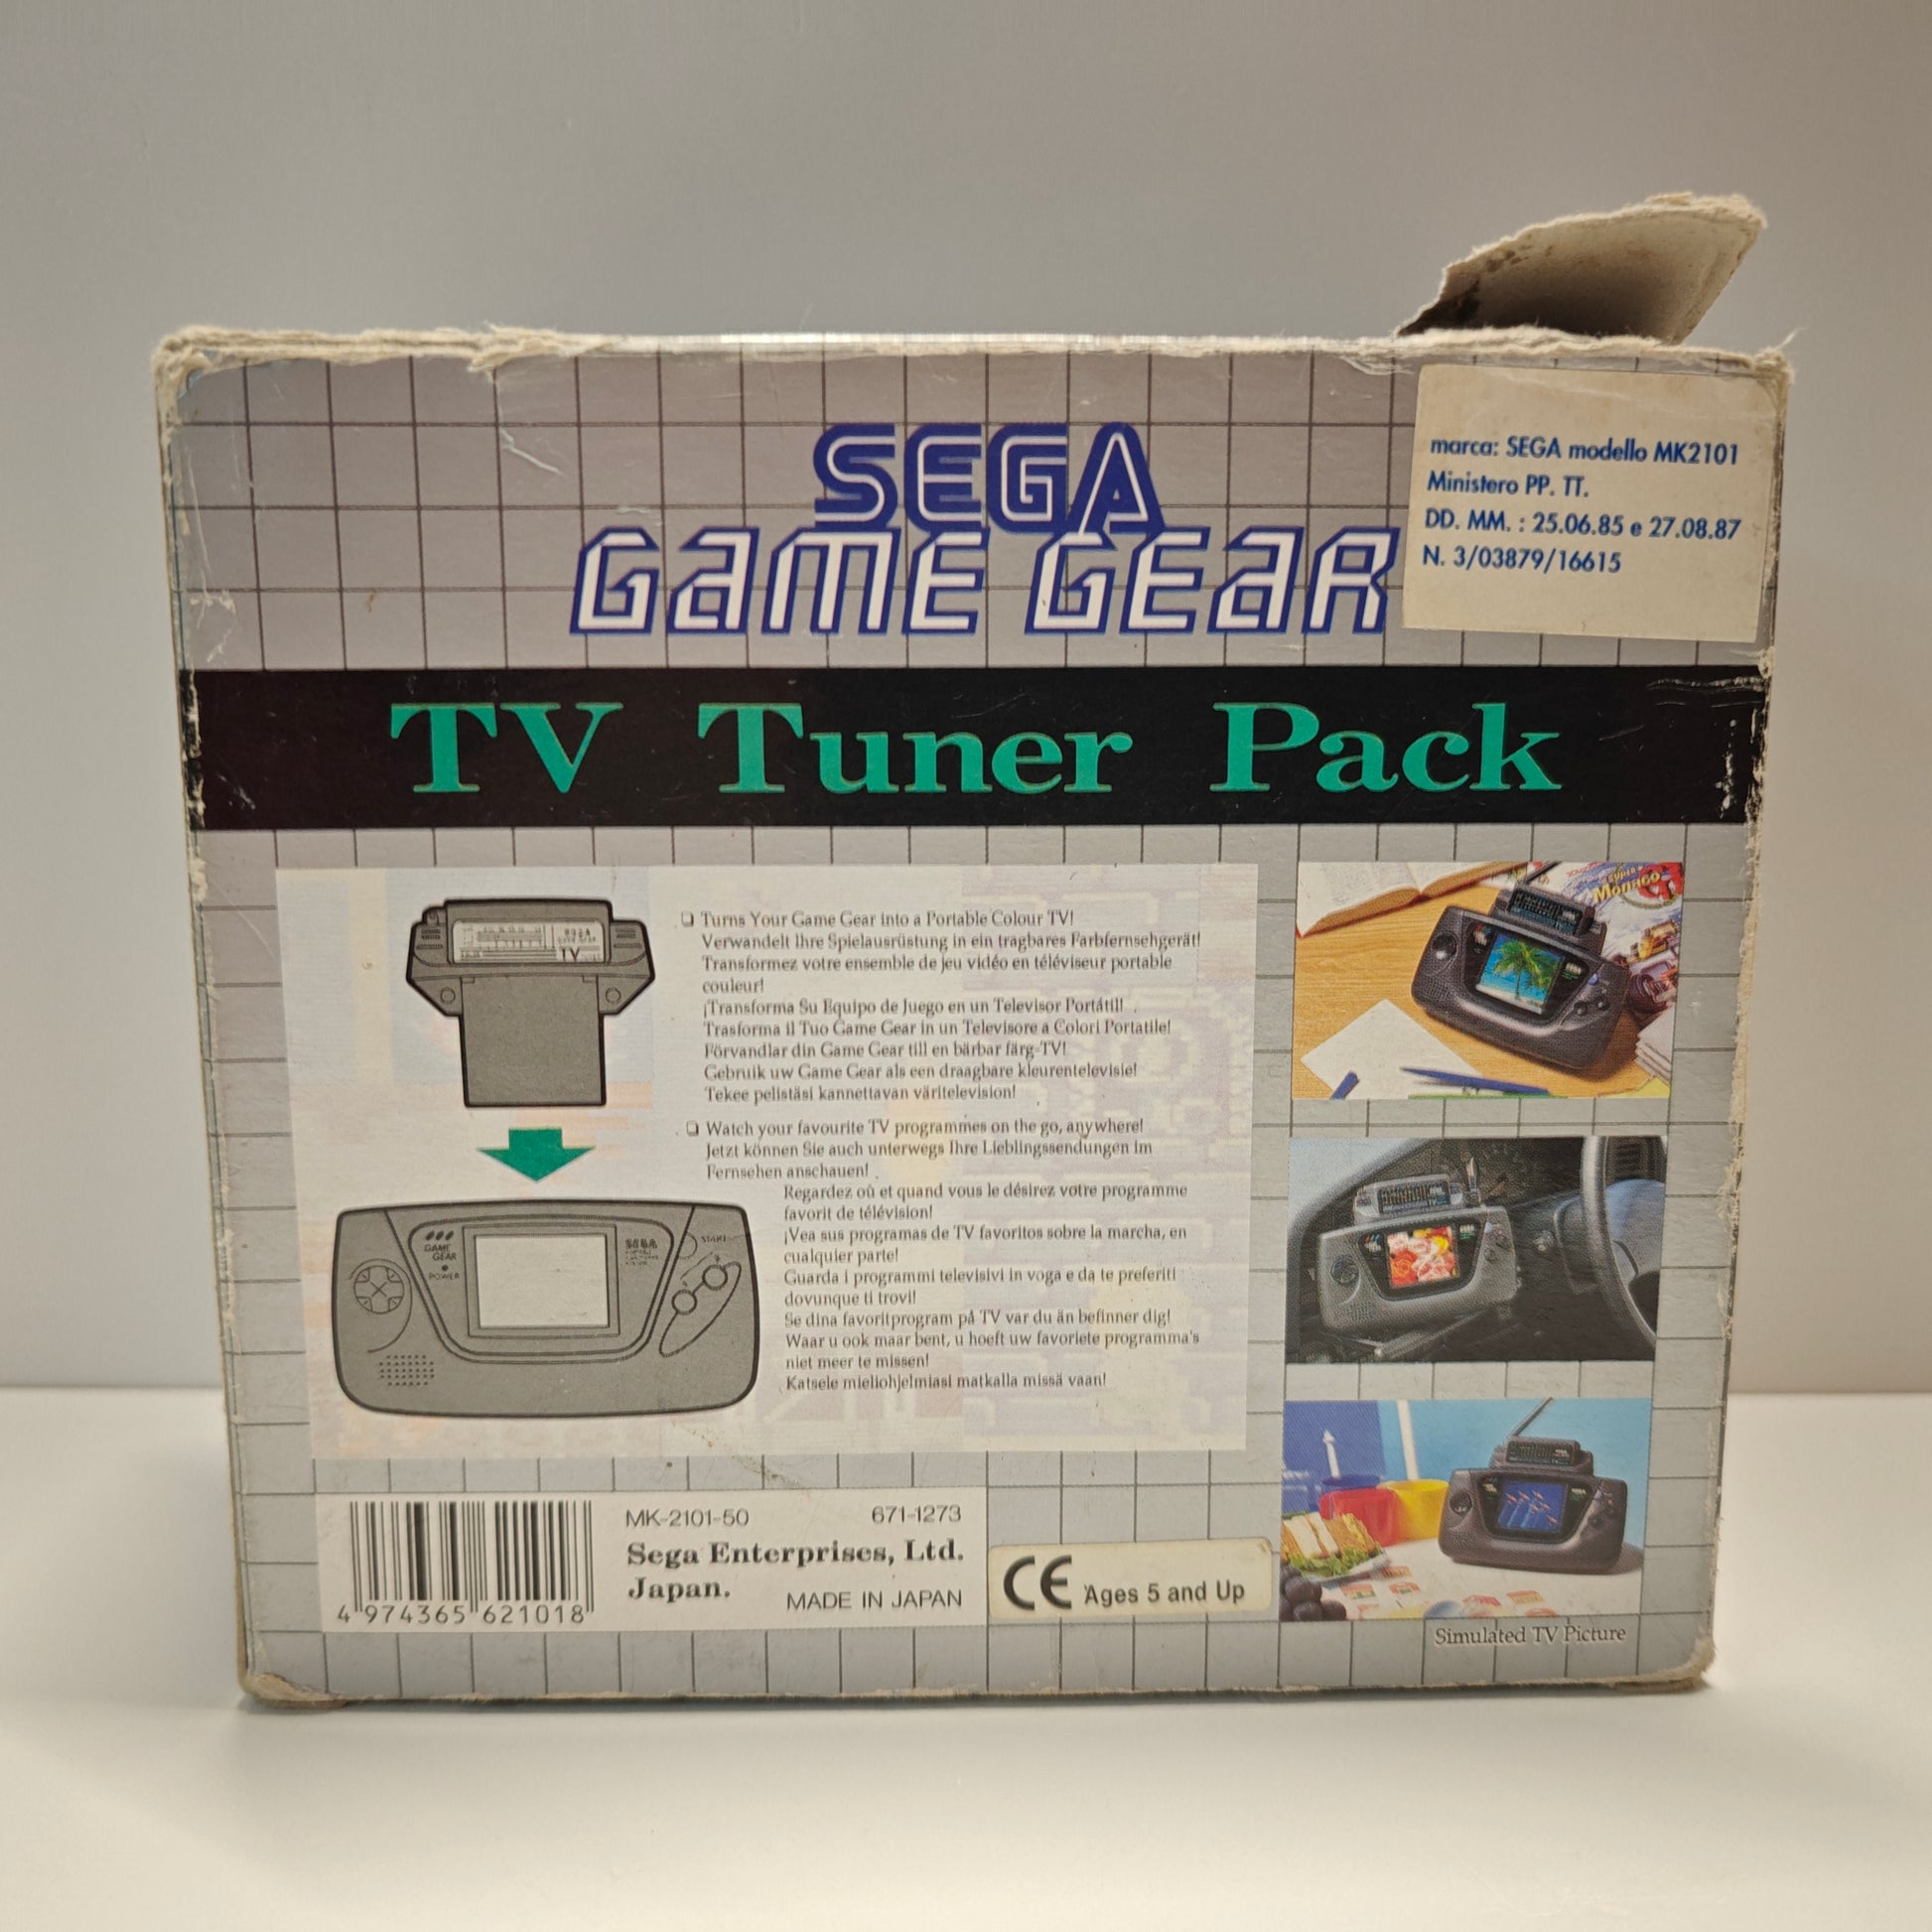 SEGA
GAME GEAR
marca: SEGA modello MK2101
Ministero PP. TT.
DD. MM. : 25.06.85 e 27.08.87
N. 3/03879/16615
TV Tuner Pack
TV
Turns Your Game Gear into a Portable Colour TV!
Verwandelt Ihre Spielausrüstung in ein tragbares Farbfernsehgerät!
Transformez votre ensemble de jeu vidéo en téléviseur portable
couleur!
¡Transforma Su Equipo de Juego en un Televisor Portátil!
Trasforma il Tuo Game Gear in un Televisore a Colori Portatile!
Förvandlar din Game Gear till en bärbar färg-TV!
Gebruik uw Game Gear als een draagbare kleurentelevisie!
Tekee pelistäsi kannettavan väritelevision!
Watch your favourite TV programmes on the go, anywhere!
Jetzt können Sie auch unterwegs Ihre Lieblingssendungen im
Fernsehen anschauen!
Regardez où et quand vous le désirez votre programme
favorit de télévision!
¡Vea sus programas de TV favoritos sobre la marcha, en
cualquier parte!
Guarda i programmi televisivi in voga e da te preferiti
dovunque ti trovi!
Se dina favoritprogram på TV var du än befinner dig!
Waar u ook maar bent, u hoeft uw favoriete programma's
niet meer te missen!
Katsele mieliohjelmiasi matkalla missä vaan!
GAME
GEAR
POWER
SEGA
START
Monaco
4 974365 621018
MK-2101-50 671-1273
Sega Enterprises, Ltd.
Japan. MADE IN JAPAN
CE Ages 5 and Up
Simulated TV Picture